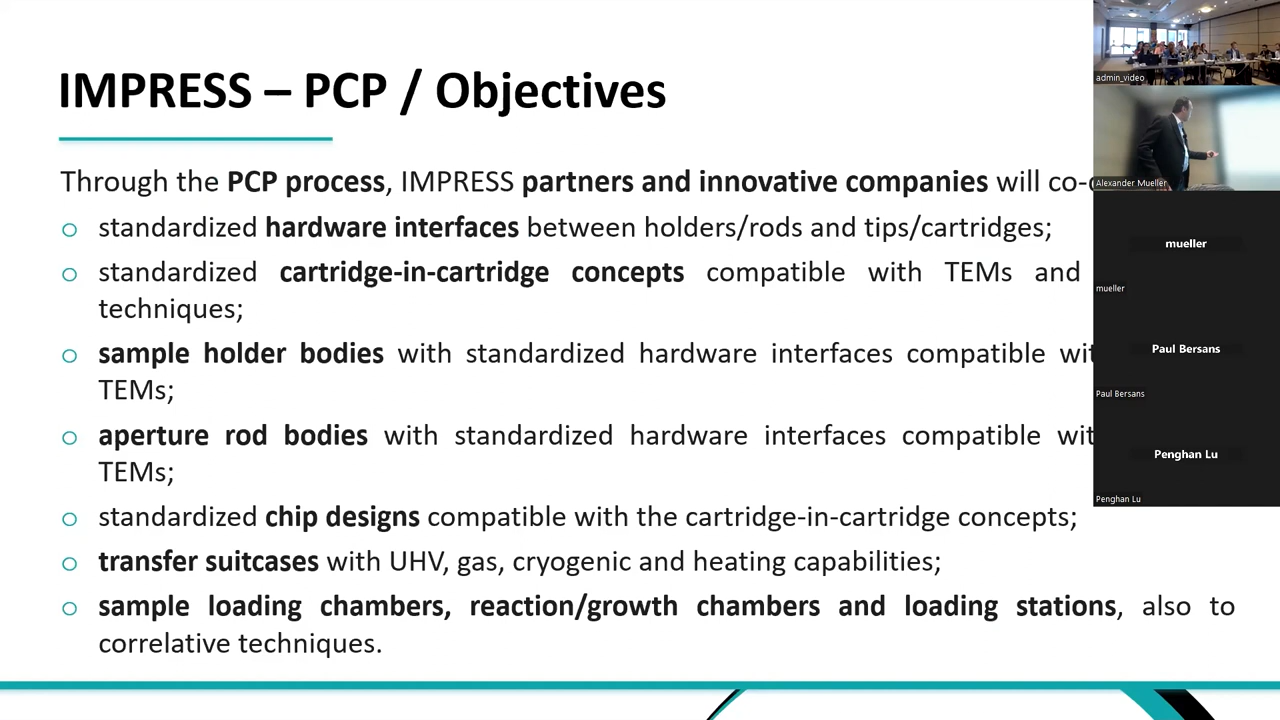 IMPRESS – PCP / Objectives
Through the PCP process, IMPRESS partners and innovative companies will co-
standardized hardware interfaces between holders/rods and tips/cartridges;
standardized cartridge-in-cartridge concepts compatible with TEMs and
techniques;
sample holder bodies with standardized hardware interfaces compatible
TEMs;
aperture rod bodies with standardized hardware interfaces compatible
TEMs;
standardized chip designs compatible with the cartridge-in-cartridge concepts;
transfer suitcases with UHV, gas, cryogenic and heating capabilities;
sample loading chambers, reaction/growth chambers and loading stations, also to
correlative techniques.
admin_video
Alexander Mueller
mueller
mueller
Paul Bersans
Paul Bersans
Penghan Lu
Penghan Lu